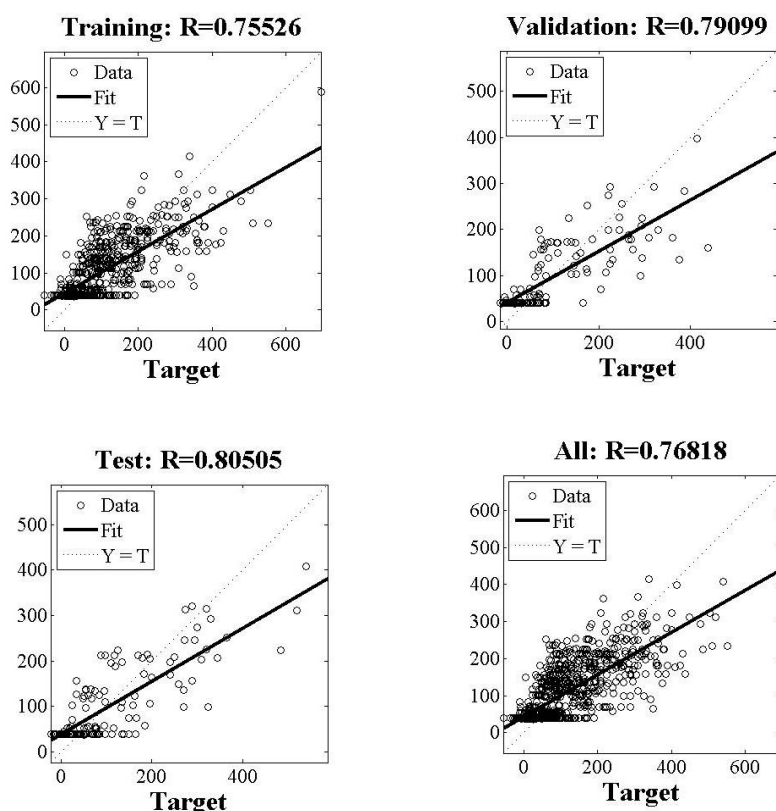 Training: R=0.75526
Data
Fit
Y = T
600
500
400
300
200
100
0
0 200 400 600
Target
Validation: R=0.79099
Data
Fit
Y = T
500
400
300
200
100
0
0 200 400
Target
Test: R=0.80505
Data
Fit
Y = T
500
400
300
200
100
0
0 200 400
Target
All: R=0.76818
Data
Fit
Y = T
600
500
400
300
200
100
0
0 200 400 600
Target